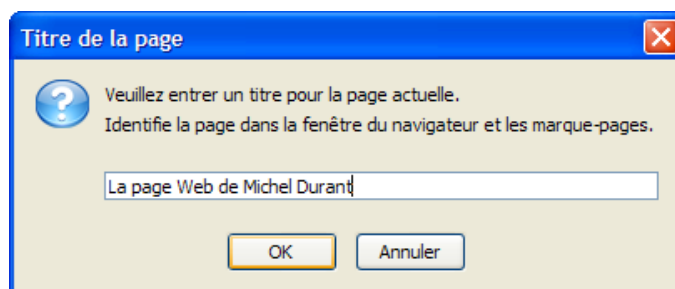 Titre de la page
Veuillez entrer un titre pour la page actuelle.
Identifie la page dans la fenêtre du navigateur et les marque-pages.
La page Web de Michel Durant
OK Annuler